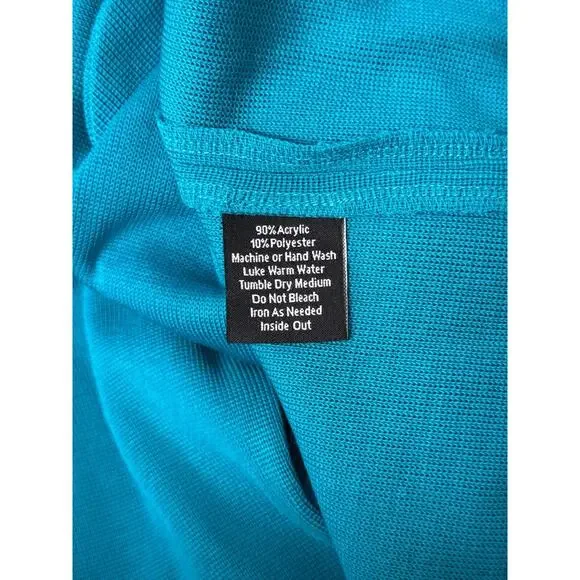 90% Acrylic
10% Polyester
Machine or Hand Wash
Luke Warm Water
Tumble Dry Medium
Do Not Bleach
Iron As Needed
Inside Out